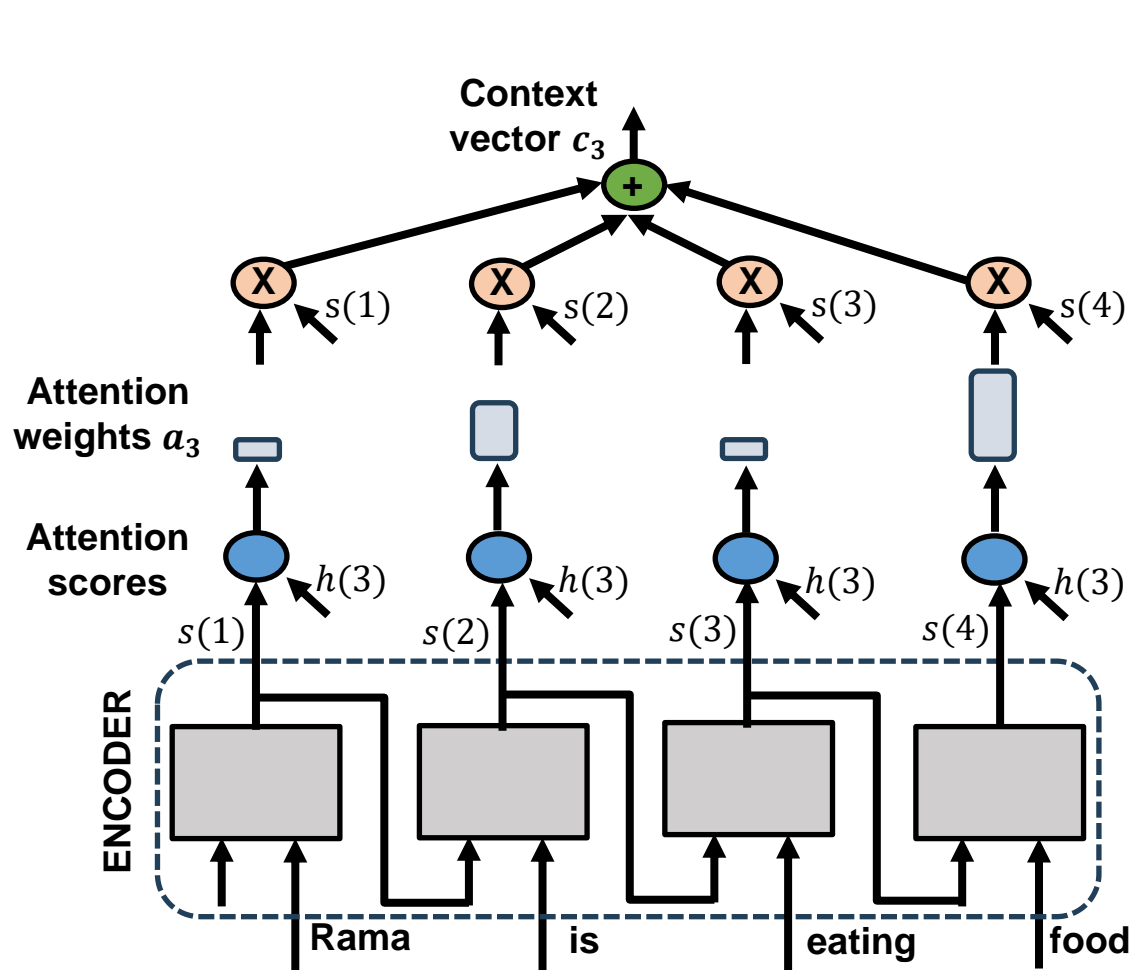 Context
vector c₃
+
X X X X
s(1) s(2) s(3) s(4)
Attention
weights a₃
Attention
scores
h(3) h(3) h(3) h(3)
s(1) s(2) s(3) s(4)
ENCODER
Rama is eating food